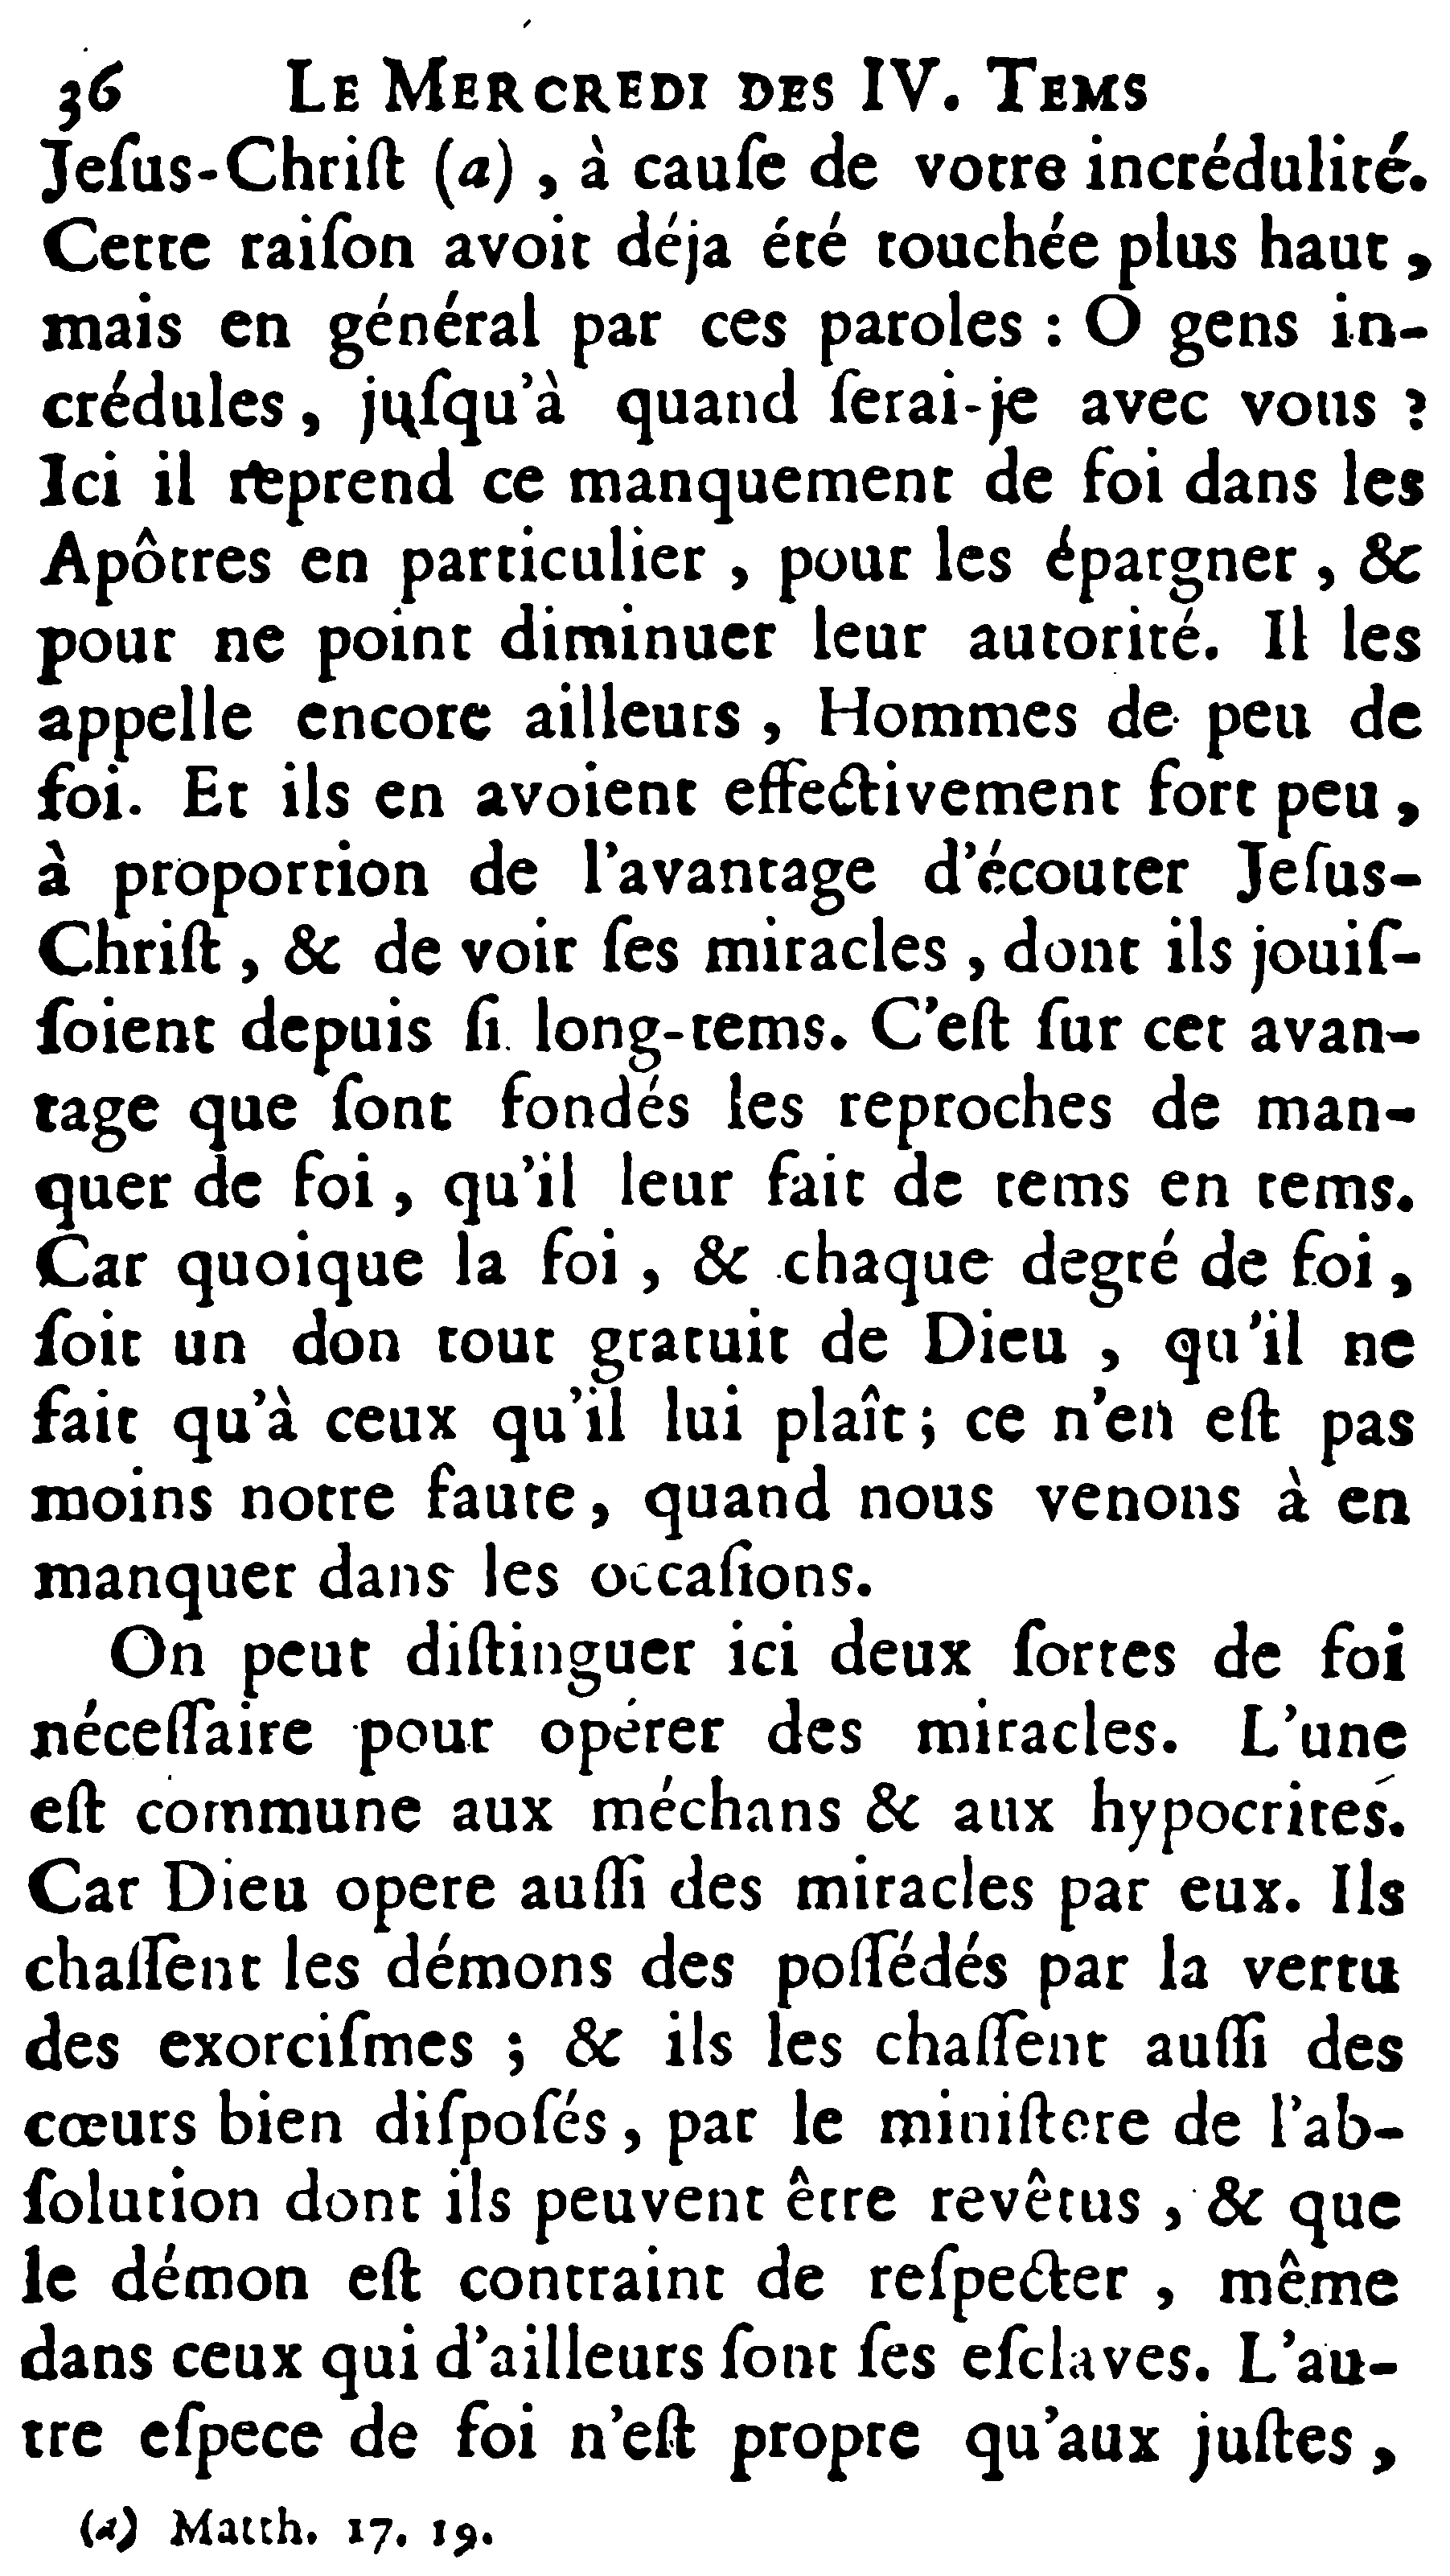 36 LE MERCREDI DES IV. TEMS
Jeſus-Chriſt (a) , à cauſe de votre incrédulité.
Cette raiſon avoit déja été touchée plus haut ,
mais en général par ces paroles : O gens in-
crédules, juſqu'à quand ſerai-je avec vous ?
Ici il reprend ce manquement de foi dans les
Apôtres en particulier , pour les épargner , &
pour ne point diminuer leur autorité. Il les
appelle encore ailleurs , Hommes de peu de
foi. Et ils en avoient effectivement fort peu ,
à proportion de l'avantage d'écouter Jeſus-
Chriſt , & de voir ſes miracles , dont ils jouiſ-
ſoient depuis ſi long-tems. C'eſt ſur cet avan-
tage que ſont fondés les reproches de man-
quer de foi , qu'il leur fait de tems en tems.
Car quoique la foi , & chaque degré de foi ,
ſoit un don tout gratuit de Dieu , qu'il ne
fait qu'à ceux qu'il lui plaît ; ce n'en eſt pas
moins notre faute, quand nous venons à en
manquer dans les occaſions.
On peut diſtinguer ici deux ſortes de foi
néceſſaire pour opérer des miracles. L'une
eſt commune aux méchans & aux hypocrites.
Car Dieu opere auſſi des miracles par eux. Ils
chaſſent les démons des poſſédés par la vertu
des exorciſmes ; & ils les chaſſent auſſi des
cœurs bien diſpoſés, par le miniſtere de l'ab-
ſolution dont ils peuvent être revêtus , & que
le démon eſt contraint de reſpecter , même
dans ceux qui d'ailleurs ſont ſes eſclaves. L'au-
tre eſpece de foi n'eſt propre qu'aux juſtes ,
(a) Matth. 17. 19.